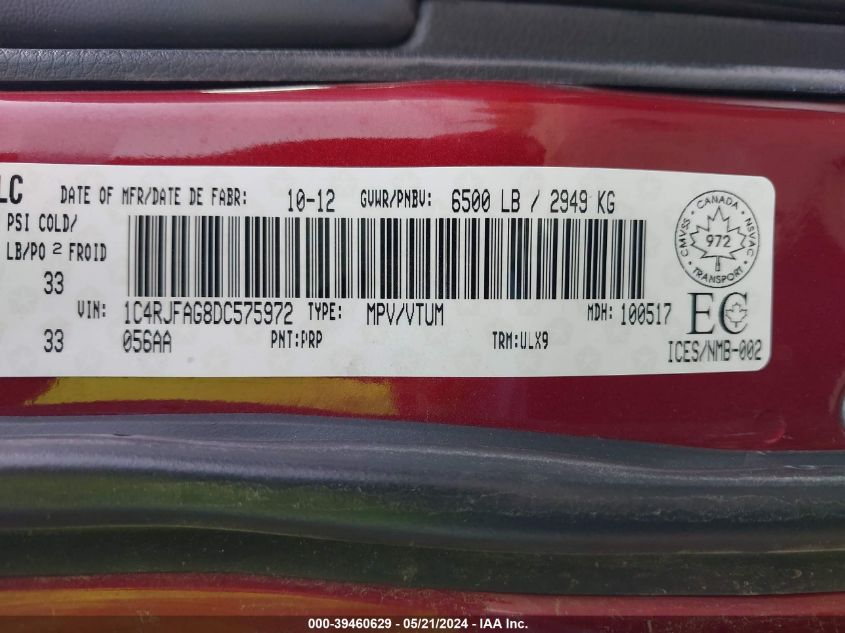 LC DATE OF MFR/DATE DE FABR: 10-12 GVWR/PNBV: 6500 LB / 2949 KG
PSI COLD/
LB/PO 2 FROID
33
CANADA
CMVSS NSVAC
972
TRANSPORT
VIN: 1C4RJFAG8DC575972 TYPE: MPV/VTUM MDH: 100517 EC
33 056AA PNT:PRP TRM:ULX9 ICES/NMB-002
000-39460629 - 05/21/2024 - IAA Inc.